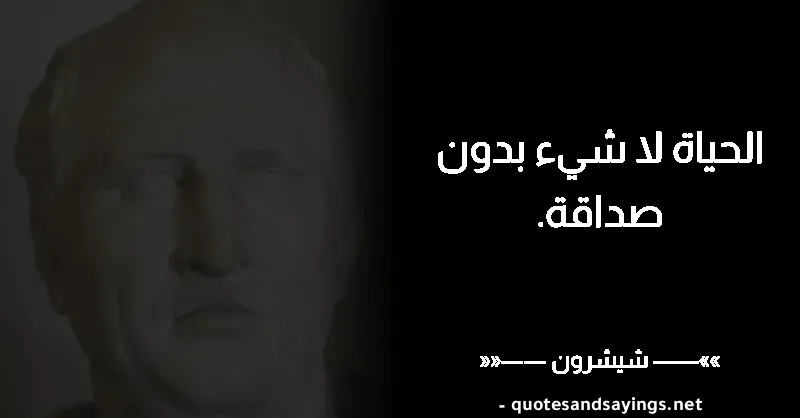 الحياة لا شيء بدون
صداقة.
»»—— شيشرون ——««
- quotesandsayings.net